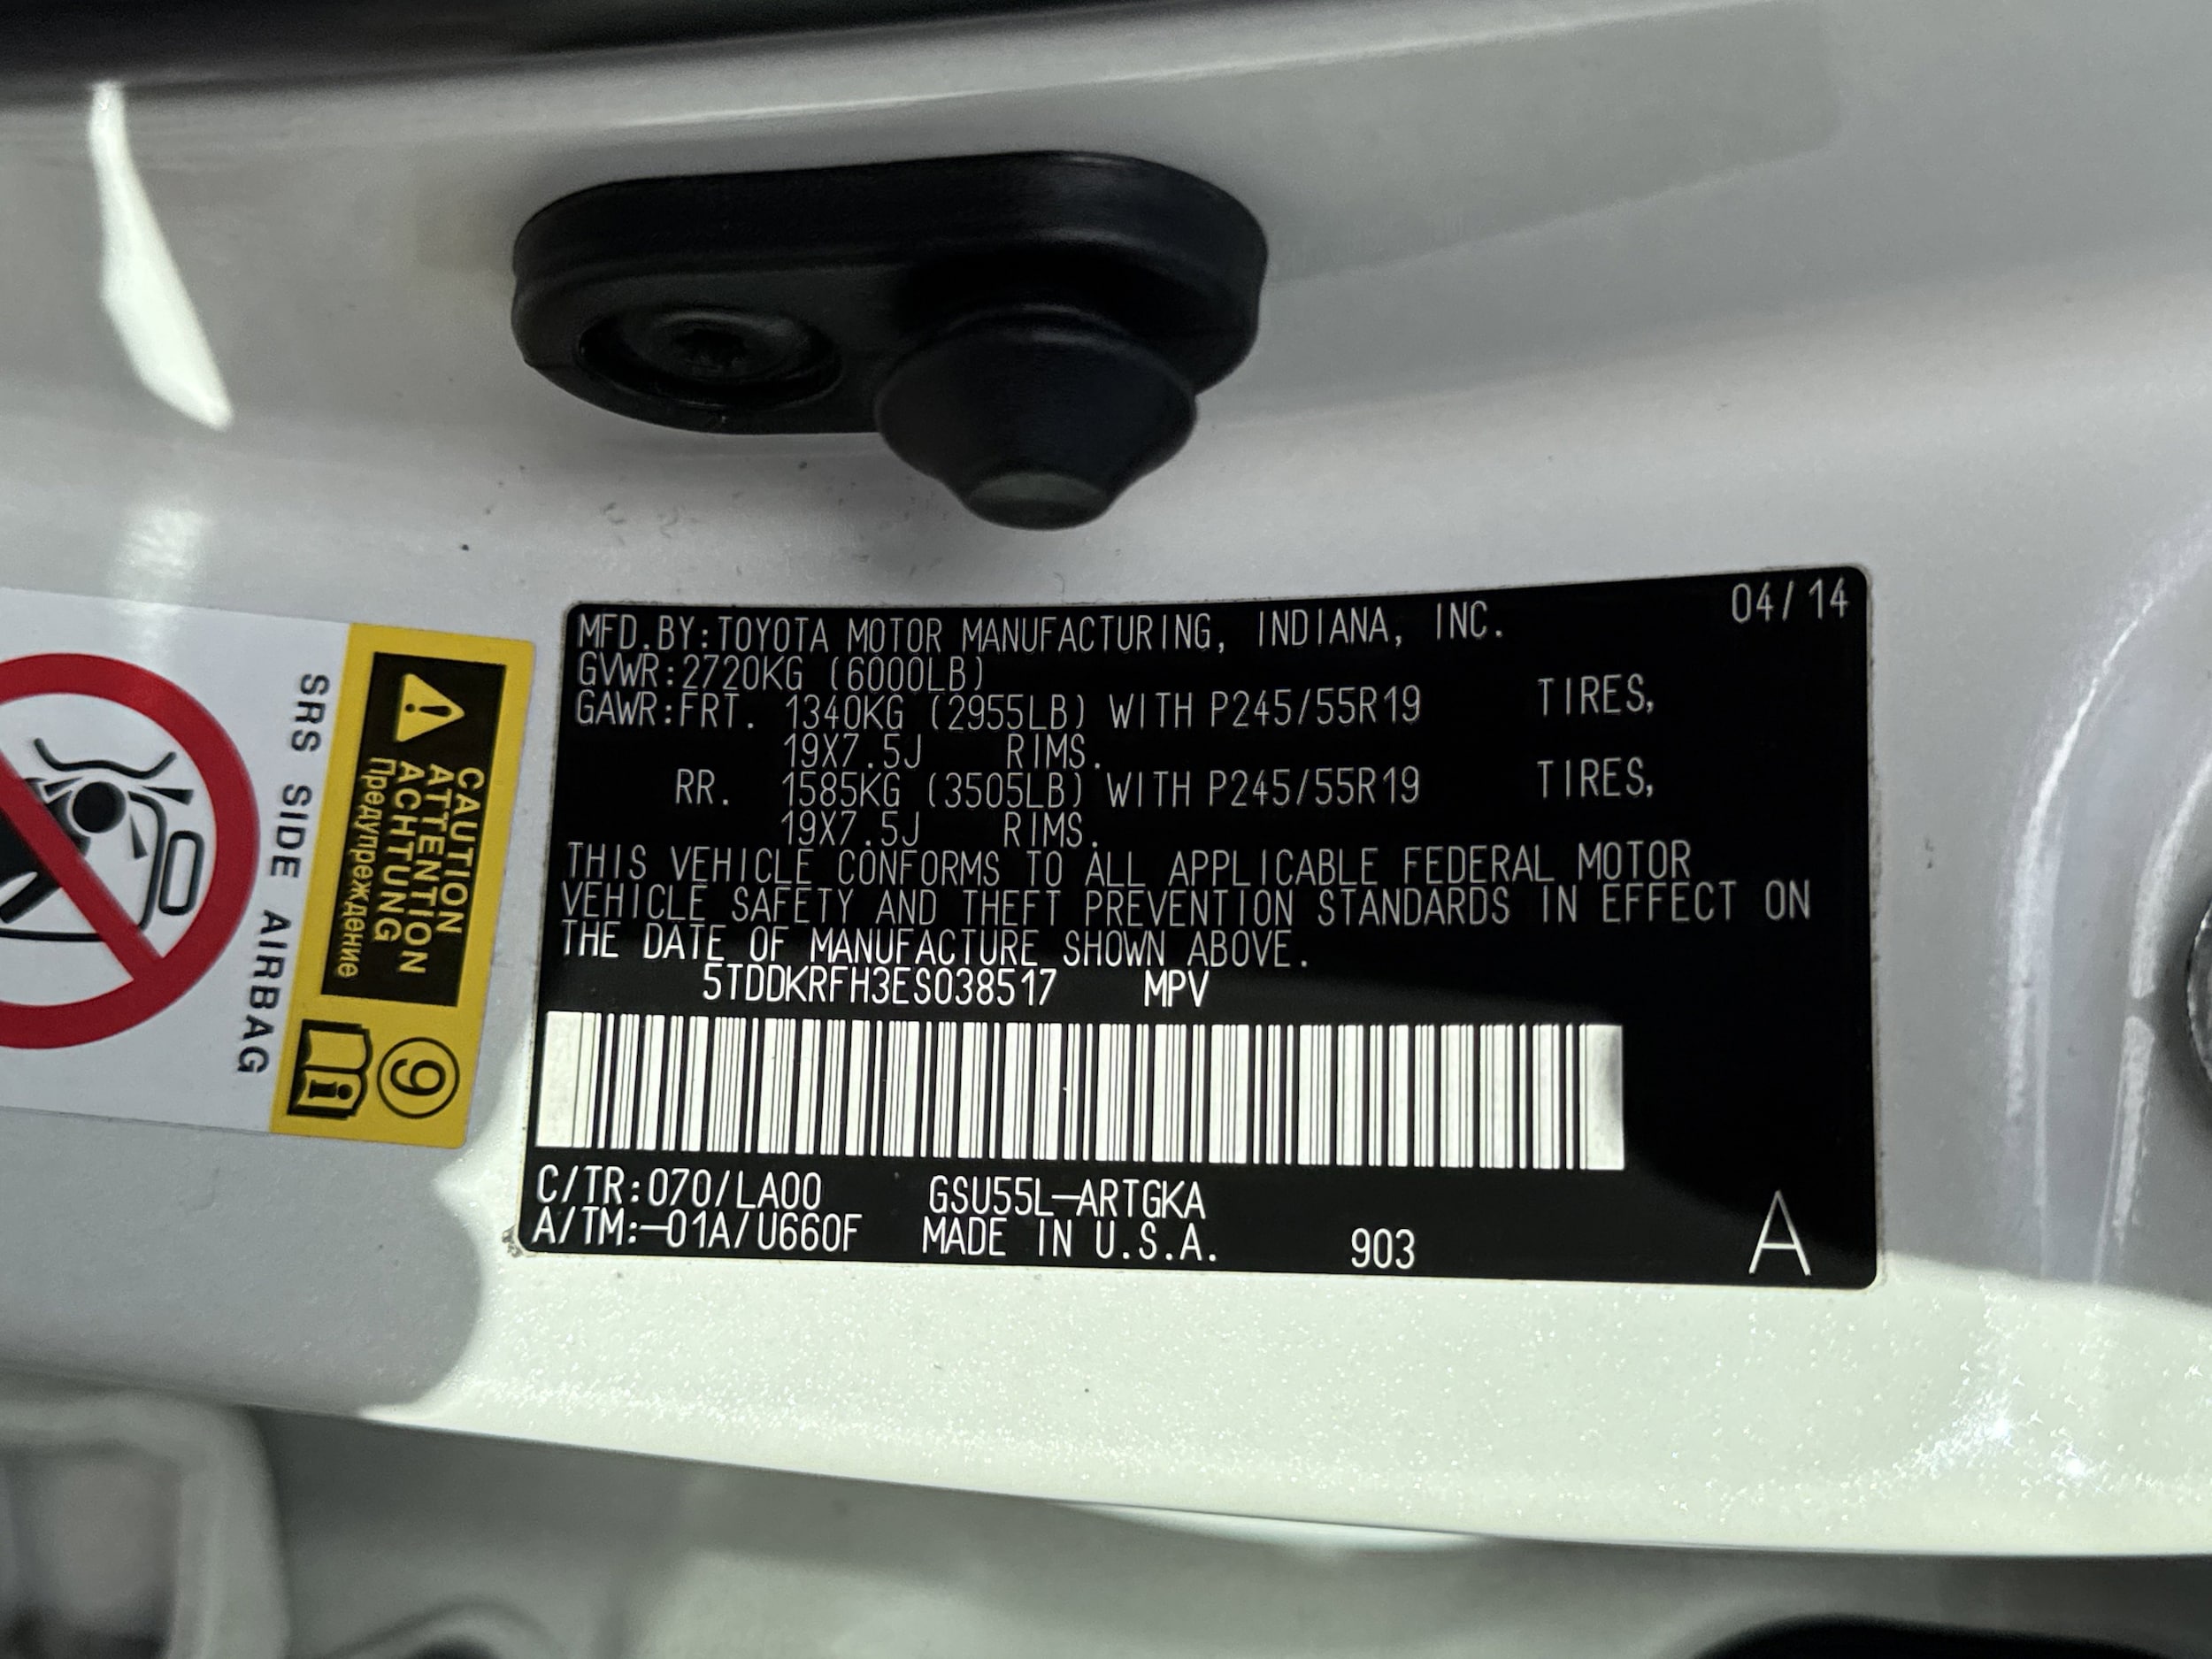 MFD.BY:TOYOTA MOTOR MANUFACTURING, INDIANA, INC. 04/14
GVWR:2720KG (6000LB)
GAWR:FRT. 1340KG (2955LB) WITH P245/55R19 TIRES,
19X7.5J RIMS.
RR. 1585KG (3505LB) WITH P245/55R19 TIRES,
19X7.5J RIMS.
THIS VEHICLE CONFORMS TO ALL APPLICABLE FEDERAL MOTOR
VEHICLE SAFETY AND THEFT PREVENTION STANDARDS IN EFFECT ON
THE DATE OF MANUFACTURE SHOWN ABOVE.
5TDDKRFH3ES038517 MPV
C/TR:070/LA00 GSU55L-ARTGKA
A/TM:-01A/U660F MADE IN U.S.A. 903 A
CAUTION
ATTENTION
ACHTUNG
Предупреждение
9
i
SRS SIDE AIRBAG